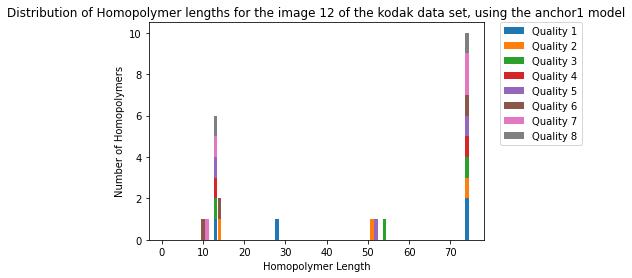 Distribution of Homopolymer lengths for the image 12 of the kodak data set, using the anchor1 model
Number of Homopolymers
10
8
6
4
2
0
0 10 20 30 40 50 60 70
Homopolymer Length
Quality 1
Quality 2
Quality 3
Quality 4
Quality 5
Quality 6
Quality 7
Quality 8